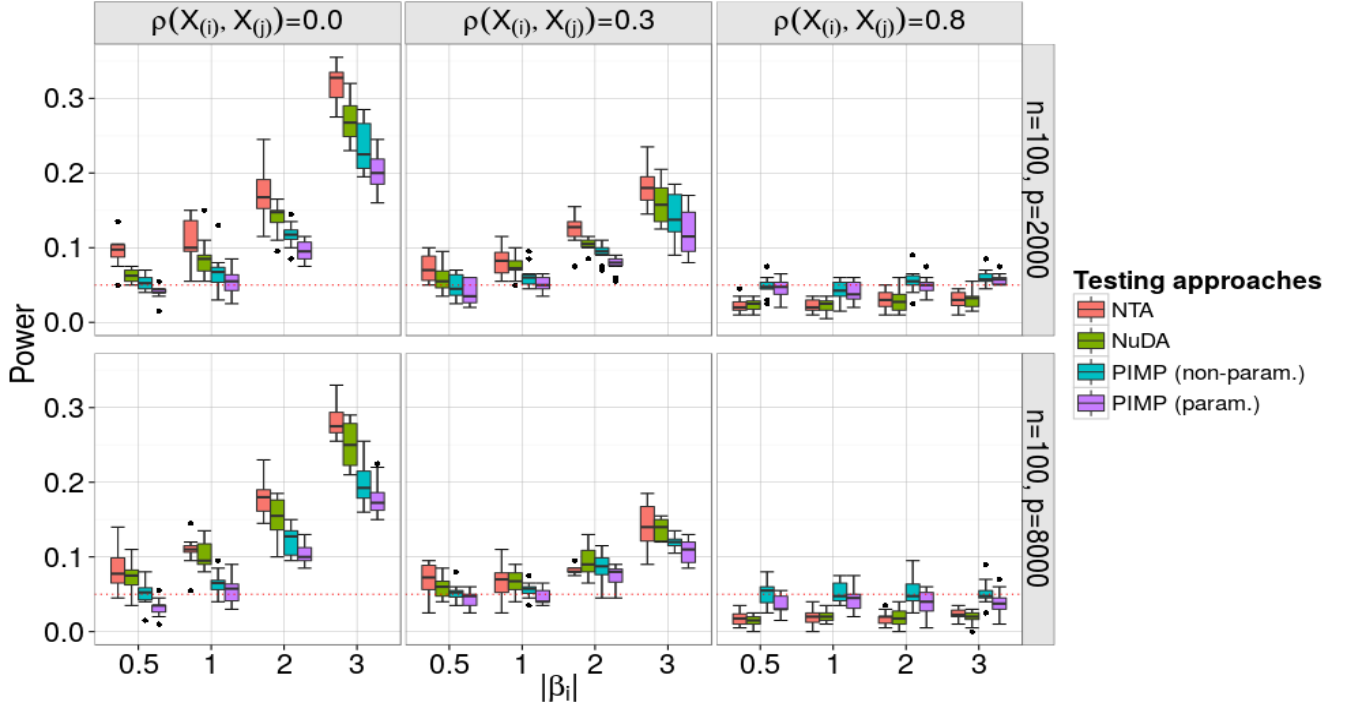 ρ(X(i), X(j))=0.0
ρ(X(i), X(j))=0.3
ρ(X(i), X(j))=0.8
Power
0.3
0.2
0.1
0.0
n=100, p=2000
0.3
0.2
0.1
0.0
n=100, p=8000
0.5 1 2 3
0.5 1 2 3
0.5 1 2 3
|βi|
Testing approaches
NTA
NuDA
PIMP (non-param.)
PIMP (param.)